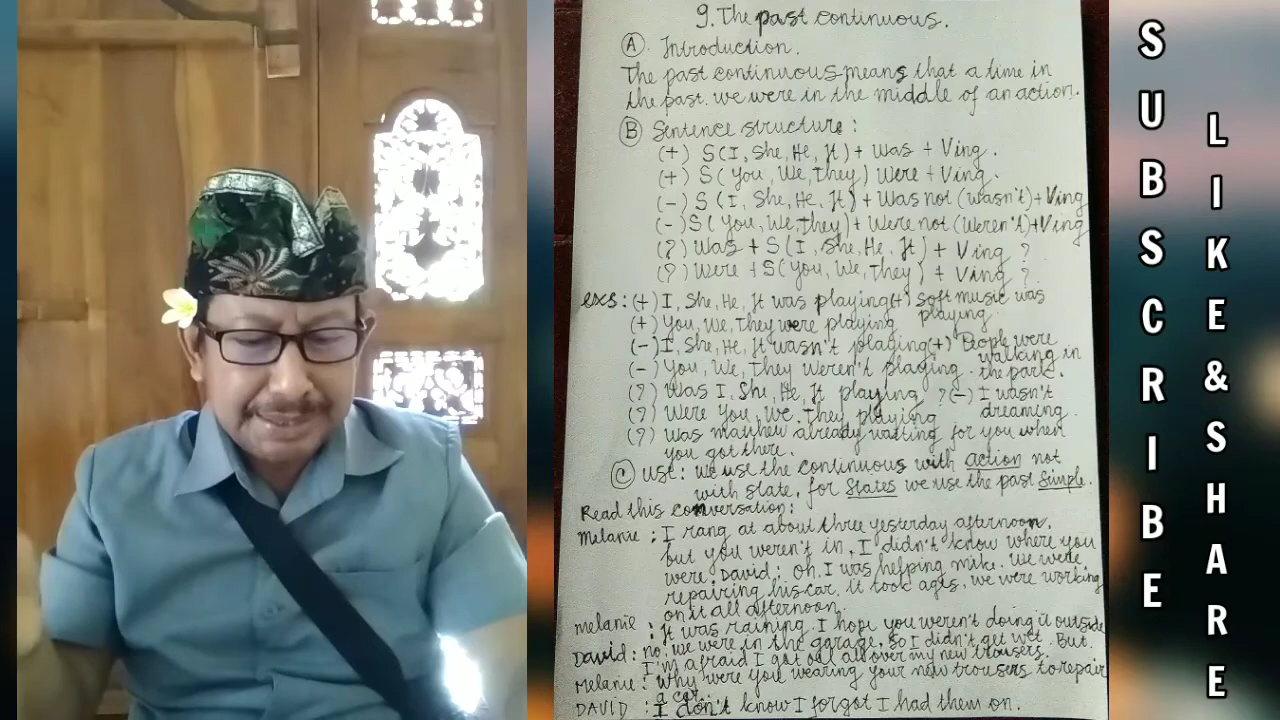 9. The past continuous.
(A). Introduction.
The past continuous means that a time in
the past. we were in the middle of an action.
(B) Sentence structure:
(+) S (I, She, He, It) + Was + Ving.
(+) S (You, We, They) Were + Ving.
(-) S (I, She, He, It) + Was not (wasn't) + Ving
(-) S (You, We, They) + Were not (weren't) + Ving
(?) Was + S (I, She, He, It) + Ving ?
(?) Were + S (You, We, They) + Ving ?
exs: (+) I, She, He, It was playing (+) Soft music was
playing.
(+) You, We, They were playing
(-) I, She, He, It wasn't playing (+) People were
walking in
the park.
(-) You, We, They weren't playing.
(?) Was I, She, He, It playing ? (-) I wasn't
dreaming.
(?) Were You, We, They playing
(?) Was matthew already waiting for you when
you got there.
(C) use: we use the continuous with action not
with state, for States we use the past Simple.
Read this conversation:
Melanie : I rang at about three yesterday afternoon,
but you weren't in, I didn't know where you
were. David: oh. I was helping mike. we were
repairing his car, it took ages, we were working
on it all afternoon.
melanie : It was raining. I hope you weren't doing it outside
David : no, we were in the garage. So I didn't get wet. But
I'm afraid I got oil all over my new trousers.
Melanie : Why were you wearing your new trousers to repair
a car.
DAVID : I don't know I forgot I had them on.
SUBSCRIBE
LIKE&SHARE